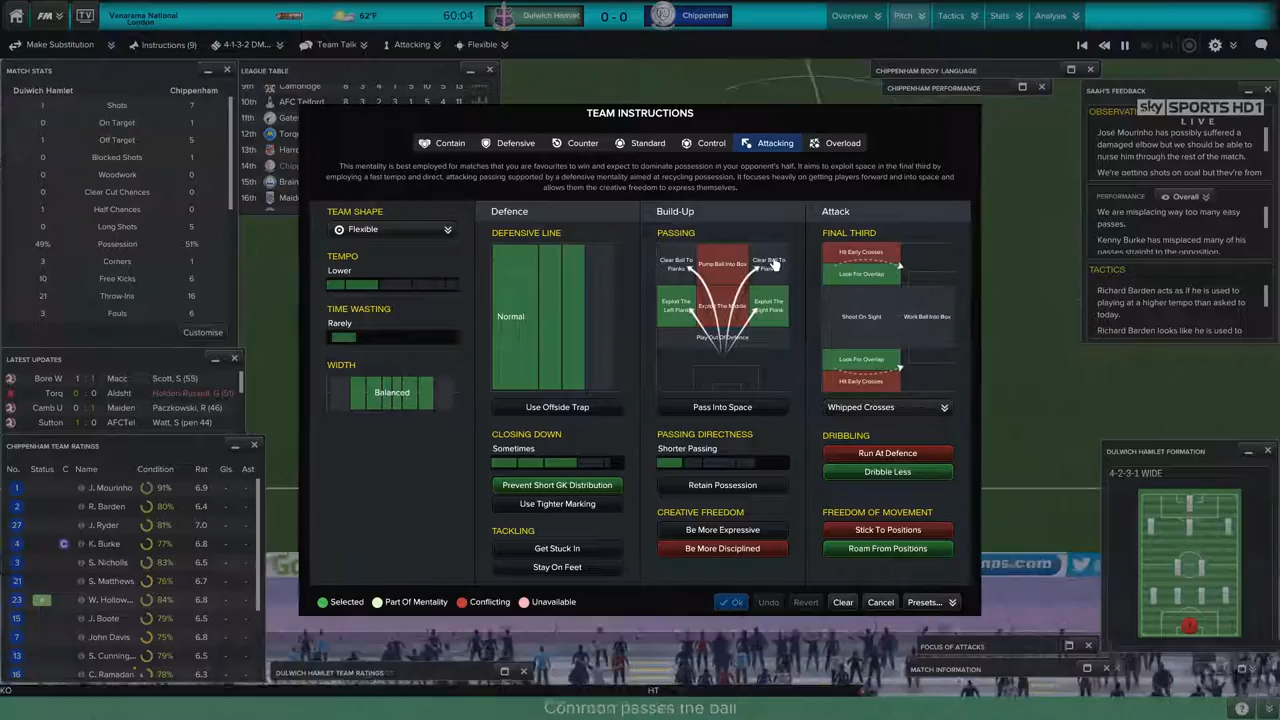 FM
TV
Vanarama National
London
62°F
60:04
Dulwich Hamlet
0 - 0
Chippenham
Overview
Pitch
Tactics
Stats
Analysis
Make Substitution
Instructions (9)
4-1-3-2 DM...
Team Talk
Attacking
Flexible
MATCH STATS
Dulwich Hamlet
Chippenham
1 Shots 7
0 On Target 1
1 Off Target 5
0 Blocked Shots 1
0 Woodwork 0
0 Clear Cut Chances 0
1 Half Chances 0
0 Long Shots 5
49% Possession 51%
3 Corners 1
10 Free Kicks 6
21 Throw-Ins 16
3 Fouls 6
Customise
LEAGUE TABLE
9th Cambridge 8 3 4 1 10 5 5 13
10th AFC Telford
11th Gates
12th Torqu
13th Harro
14th Chip
15th Brain
16th Maid
CHIPPENHAM BODY LANGUAGE
CHIPPENHAM PERFORMANCE
SAAH'S FEEDBACK
sky SPORTS HD1
LIVE
OBSERVAT
José Mourinho has possibly suffered a
damaged elbow but we should be able to
nurse him through the rest of the match.
We're getting shots on goal but they're from
PERFORMANCE
Overall
We are misplacing way too many easy
passes.
Kenny Burke has misplaced many of his
passes straight to the opposition.
TACTICS
Richard Barden acts as if he is used to
playing at a higher tempo than asked to
today.
Richard Barden looks like he is used to
LATEST UPDATES
Bore W 1 : 1 Macc Scott, S (55)
Torq 0 : 0 Aldsht Holden Russell, G (51)
Camb U 0 : 1 Maiden Paczkowski, R (46)
Sutton 1 : 0 AFCTel Watt, S (pen 44)
CHIPPENHAM TEAM RATINGS
No. Status C Name Condition Rat Gls Ast
1 J. Mourinho 91% 6.9 - -
2 R. Barden 80% 6.4 - -
27 J. Ryder 81% 7.0 - -
4 C K. Burke 77% 6.8 - -
3 S. Nicholls 83% 6.5 - -
21 S. Matthews 76% 6.7 - -
23 W. Hollow... 84% 6.8 - -
15 J. Boote 79% 6.5 - -
7 John Davis 75% 6.8 - -
13 S. Cunning... 79% 6.5 - -
16 C. Ramadan 78% 6.3 - -
TEAM INSTRUCTIONS
Contain
Defensive
Counter
Standard
Control
Attacking
Overload
This mentality is best employed for matches that you are favourites to win and expect to dominate possession in your opponent's half. It aims to exploit space in the final third by
employing a fast tempo and direct, attacking passing supported by a defensive mentality aimed at recycling possession. It focuses heavily on getting players forward and into space and
allows them the creative freedom to express themselves.
TEAM SHAPE
Flexible
TEMPO
Lower
TIME WASTING
Rarely
WIDTH
Balanced
Defence
DEFENSIVE LINE
Normal
Use Offside Trap
CLOSING DOWN
Sometimes
Prevent Short GK Distribution
Use Tighter Marking
TACKLING
Get Stuck In
Stay On Feet
Build-Up
PASSING
Clear Ball To Flanks
Pump Ball Into Box
Clear Ball To Flanks
Exploit The Left Flank
Exploit The Middle
Exploit The Right Flank
Play Out Of Defence
Pass Into Space
PASSING DIRECTNESS
Shorter Passing
Retain Possession
CREATIVE FREEDOM
Be More Expressive
Be More Disciplined
Attack
FINAL THIRD
Hit Early Crosses
Look For Overlap
Shoot On Sight
Work Ball Into Box
Look For Overlap
Hit Early Crosses
Whipped Crosses
DRIBBLING
Run At Defence
Dribble Less
FREEDOM OF MOVEMENT
Stick To Positions
Roam From Positions
Selected
Part Of Mentality
Conflicting
Unavailable
Ok
Undo
Revert
Clear
Cancel
Presets...
DULWICH HAMLET FORMATION
4-2-3-1 WIDE
ps.com
FOCUS OF ATTACKS
MATCH INFORMATION
DULWICH HAMLET TEAM RATINGS
KO
HT
Common passes the ball